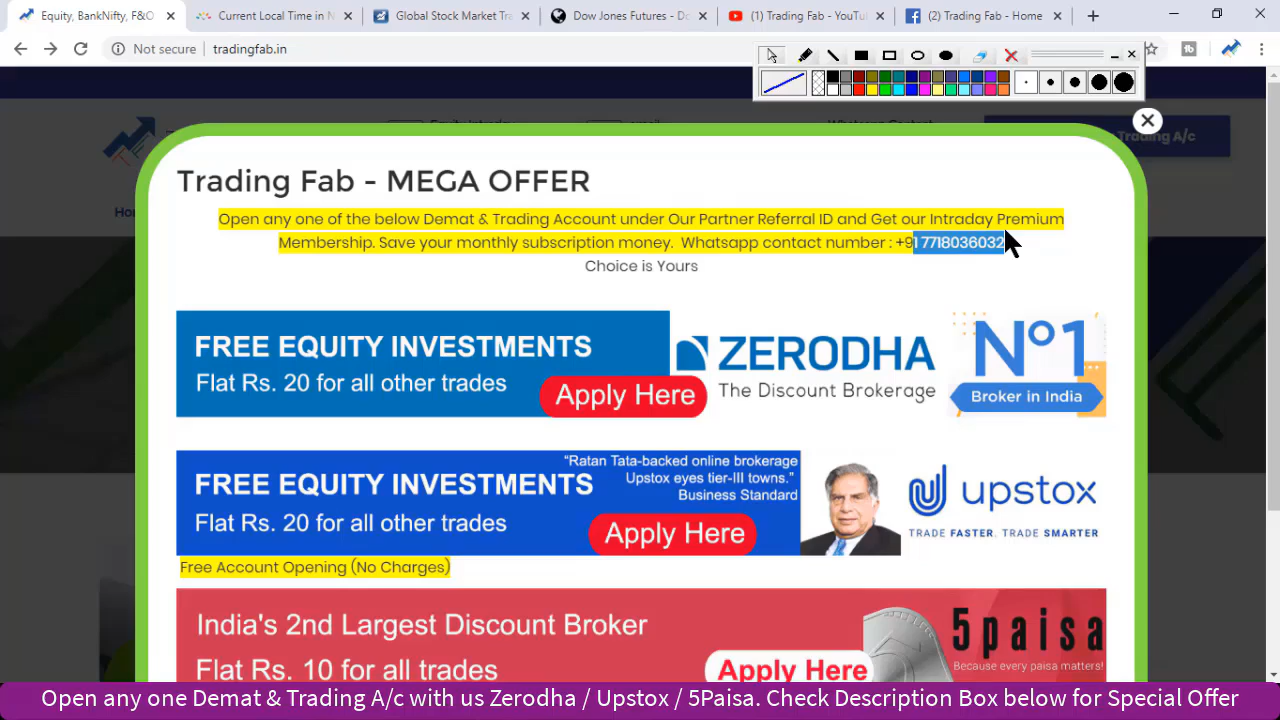 Equity, BankNifty, F&O
Current Local Time in N
Global Stock Market Tra
Dow Jones Futures - Do
(1) Trading Fab - YouTu
(2) Trading Fab - Home
Not secure
tradingfab.in
Trading A/c
Trading Fab - MEGA OFFER
Open any one of the below Demat & Trading Account under Our Partner Referral ID and Get our Intraday Premium
Membership. Save your monthly subscription money. Whatsapp contact number : +91 7718036032
Choice is Yours
FREE EQUITY INVESTMENTS
Flat Rs. 20 for all other trades
Apply Here
ZERODHA
The Discount Brokerage
Nº1
Broker in India
FREE EQUITY INVESTMENTS
Flat Rs. 20 for all other trades
"Ratan Tata-backed online brokerage
Upstox eyes tier-III towns."
Business Standard
Apply Here
upstox
TRADE FASTER. TRADE SMARTER
Free Account Opening (No Charges)
India's 2nd Largest Discount Broker
Flat Rs. 10 for all trades
Apply Here
5paisa
Because every paisa matters!
Open any one Demat & Trading A/c with us Zerodha / Upstox / 5Paisa. Check Description Box below for Special Offer